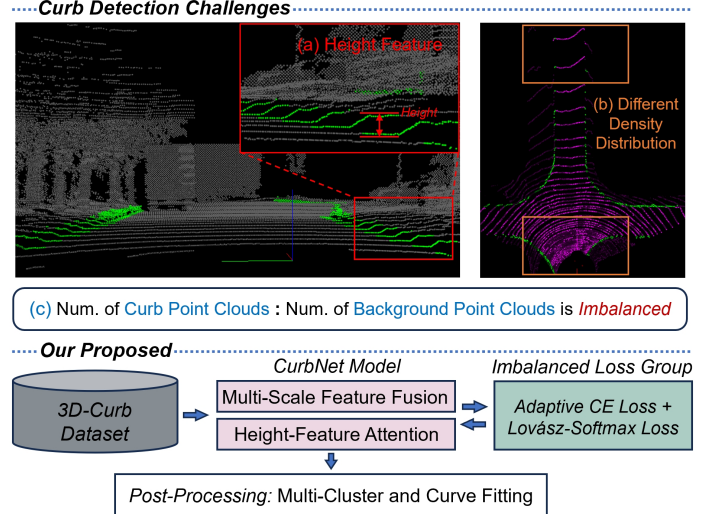 Curb Detection Challenges
(a) Height Feature
Height
(b) Different
Density
Distribution
(c) Num. of Curb Point Clouds : Num. of Background Point Clouds is Imbalanced
Our Proposed
CurbNet Model
Imbalanced Loss Group
3D-Curb
Dataset
Multi-Scale Feature Fusion
Height-Feature Attention
Adaptive CE Loss +
Lovász-Softmax Loss
Post-Processing: Multi-Cluster and Curve Fitting